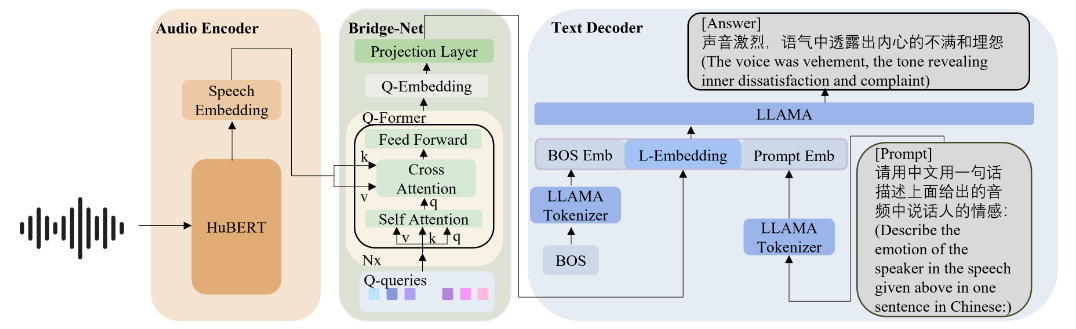 Audio Encoder
Speech
Embedding
HuBERT
Bridge-Net
Projection Layer
Q-Embedding
Q-Former
Feed Forward
k
Cross
Attention
v
q
Self Attention
v
k
q
Nx
Q-queries
Text Decoder
[Answer]
声音激烈，语气中透露出内心的不满和埋怨
(The voice was vehement, the tone revealing
inner dissatisfaction and complaint)
LLAMA
BOS Emb
L-Embedding
Prompt Emb
LLAMA
Tokenizer
BOS
LLAMA
Tokenizer
[Prompt]
请用中文用一句话
描述上面给出的音
频中说话人的情感:
(Describe the
emotion of the
speaker in the speech
given above in one
sentence in Chinese:)